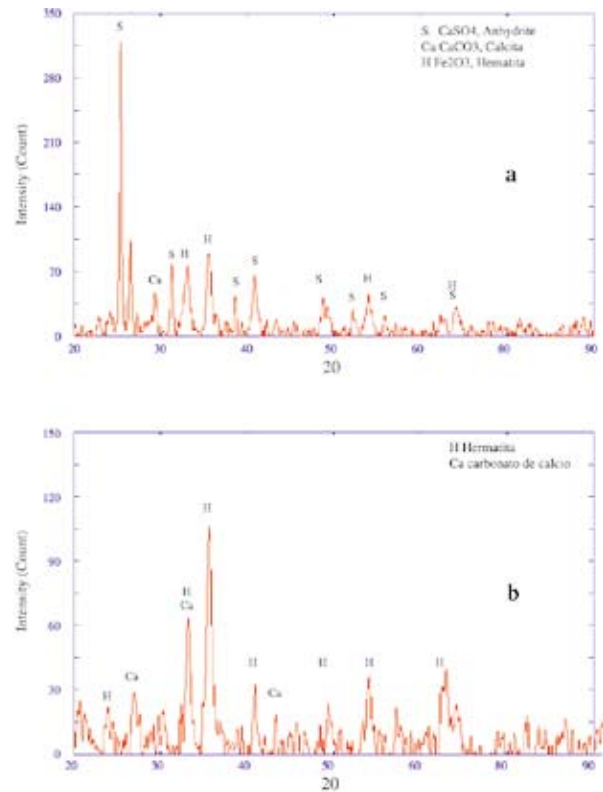 350
280
210
140
70
0
Intensity (Count)
S
S. CaSO4, Anhydrite
Ca CaCO3, Calcita
H Fe2O3, Hematita
a
Ca
S
H
H
S
S
S
S
H
S
H
S
20 30 40 50 60 70 80 90
20
150
120
90
60
30
0
Intensity (Count)
H Hermatita
Ca carbonato de calcio
b
H
Ca
H
Ca
H
H
Ca
H
H
H
20 30 40 50 60 70 80 90
20